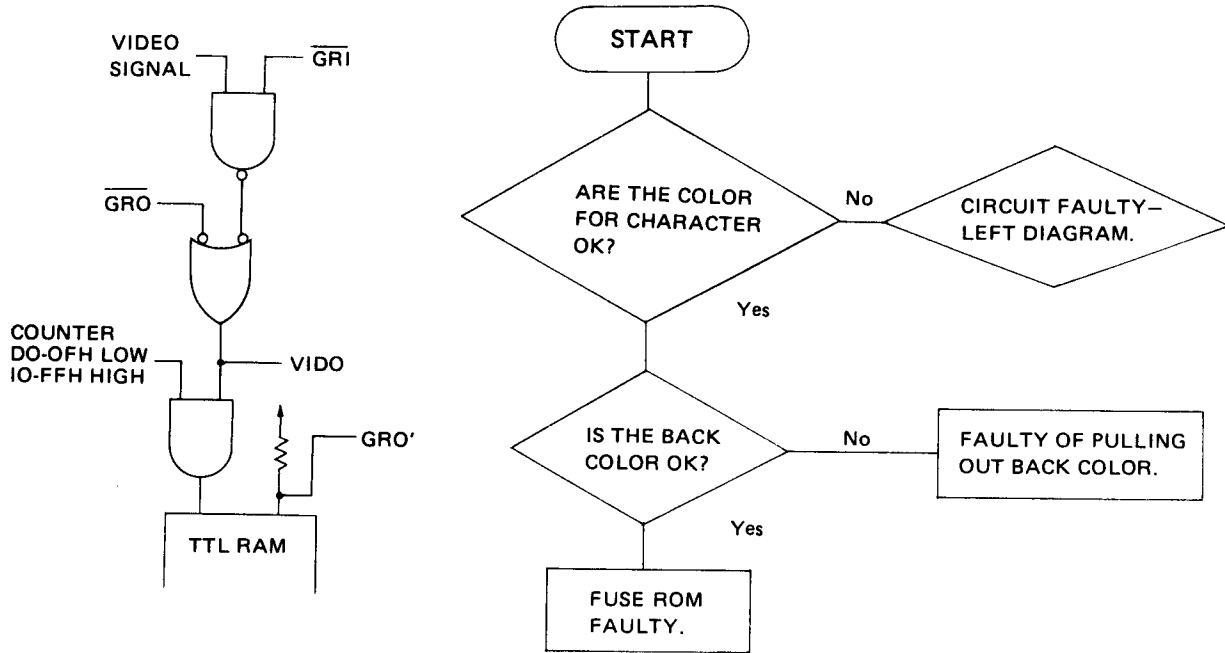 VIDEO
SIGNAL
GRI
GRO
COUNTER
DO-OFH LOW
IO-FFH HIGH
VIDO
GRO'
TTL RAM
START
ARE THE COLOR
FOR CHARACTER
OK?
No
CIRCUIT FAULTY–
LEFT DIAGRAM.
Yes
IS THE BACK
COLOR OK?
No
FAULTY OF PULLING
OUT BACK COLOR.
Yes
FUSE ROM
FAULTY.